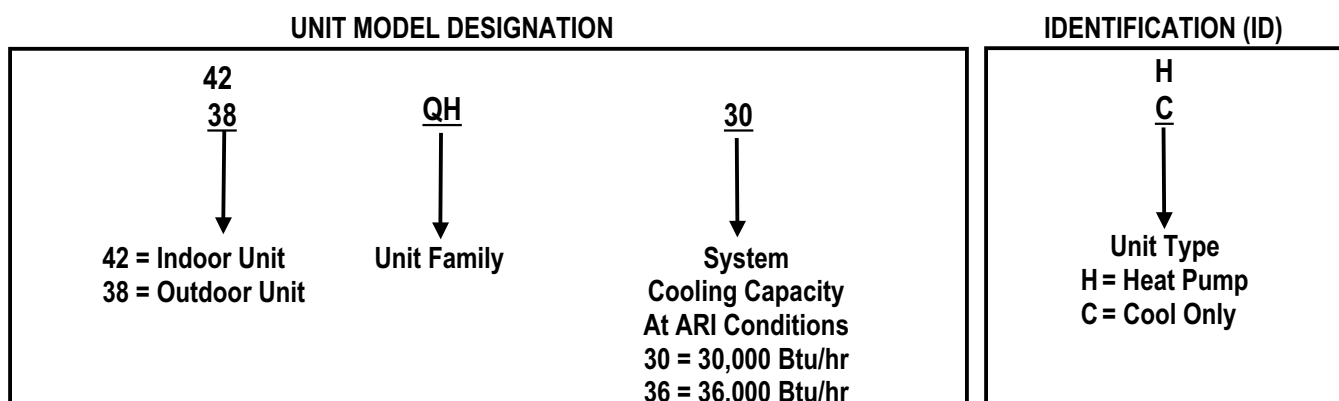 UNIT MODEL DESIGNATION
42
38
QH
30
42 = Indoor Unit
38 = Outdoor Unit
Unit Family
System
Cooling Capacity
At ARI Conditions
30 = 30,000 Btu/hr
36 = 36,000 Btu/hr
IDENTIFICATION (ID)
H
C
Unit Type
H = Heat Pump
C = Cool Only